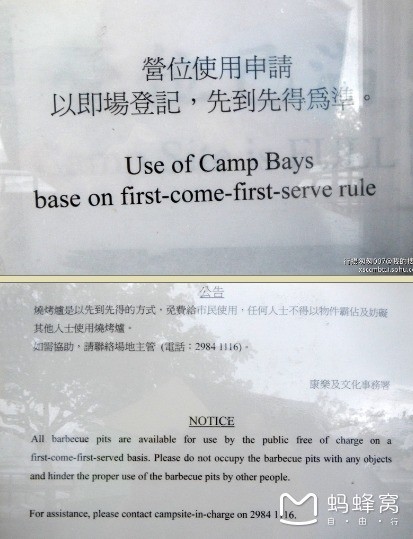 營位使用申請
以即場登記，先到先得為準。
Use of Camp Bays
base on first-come-first-serve rule
公告
燒烤爐是以先到先得的方式，免費給市民使用，任何人士不得以物件霸佔及妨礙
其他人士使用燒烤爐。
如需協助，請聯絡場地主管 (電話：2984 1116)。
康樂及文化事務署
NOTICE
All barbecue pits are available for use by the public free of charge on a
first-come-first-served basis. Please do not occupy the barbecue pits with any objects
and hinder the proper use of the barbecue pits by other people.
For assistance, please contact campsite-in-charge on 2984 1116.
蚂蜂窝
自由行